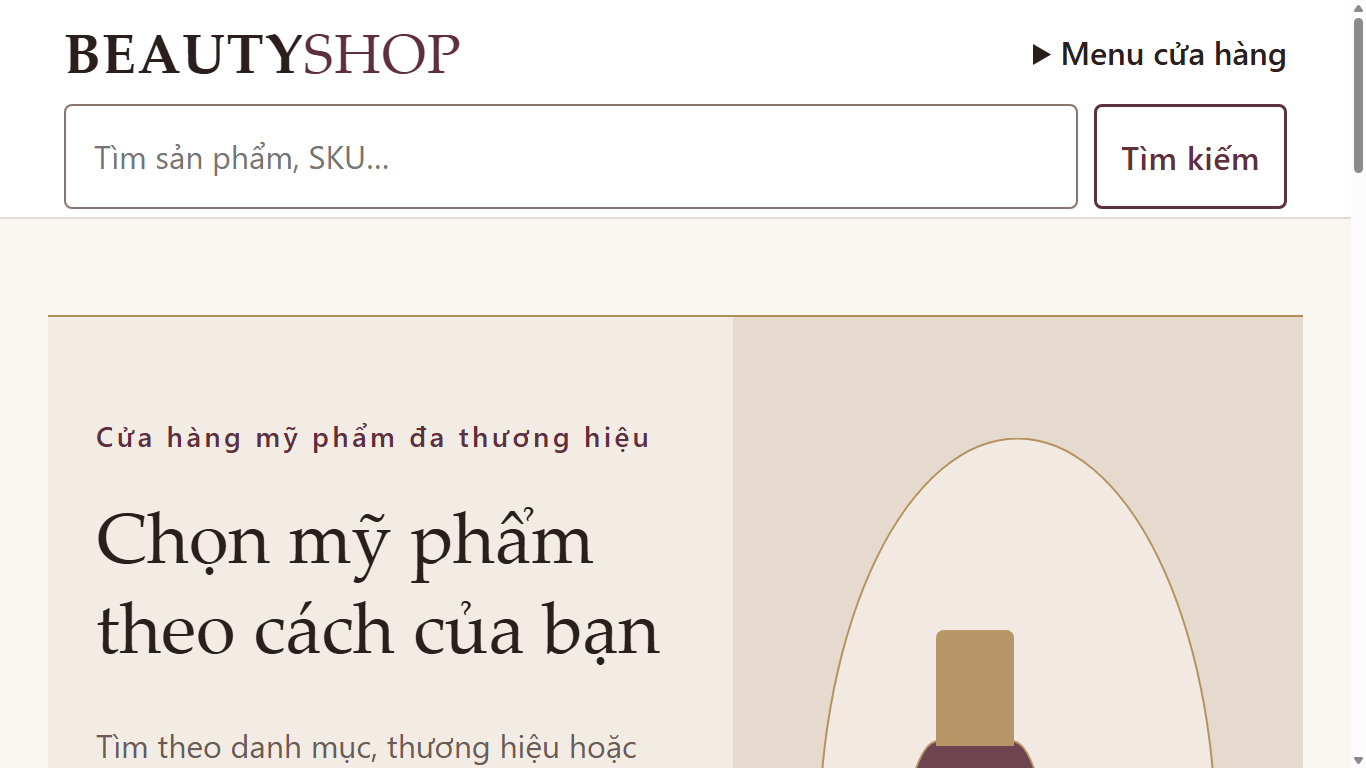 BEAUTYSHOP
▶ Menu cửa hàng
Tìm sản phẩm, SKU...
Tìm kiếm
Cửa hàng mỹ phẩm đa thương hiệu
Chọn mỹ phẩm
theo cách của bạn
Tìm theo danh mục, thương hiệu hoặc